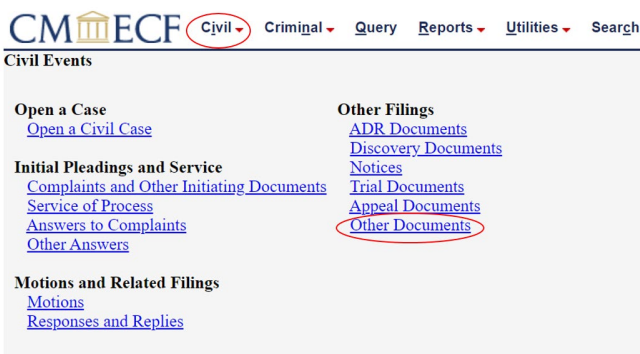 CM ECF Civil Criminal Query Reports Utilities Search
Civil Events
Open a Case
Open a Civil Case
Initial Pleadings and Service
Complaints and Other Initiating Documents
Service of Process
Answers to Complaints
Other Answers
Motions and Related Filings
Motions
Responses and Replies
Other Filings
ADR Documents
Discovery Documents
Notices
Trial Documents
Appeal Documents
Other Documents